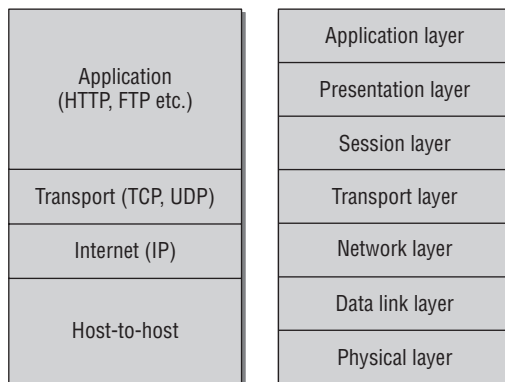 Application
(HTTP, FTP etc.)
Transport (TCP, UDP)
Internet (IP)
Host-to-host
Application layer
Presentation layer
Session layer
Transport layer
Network layer
Data link layer
Physical layer